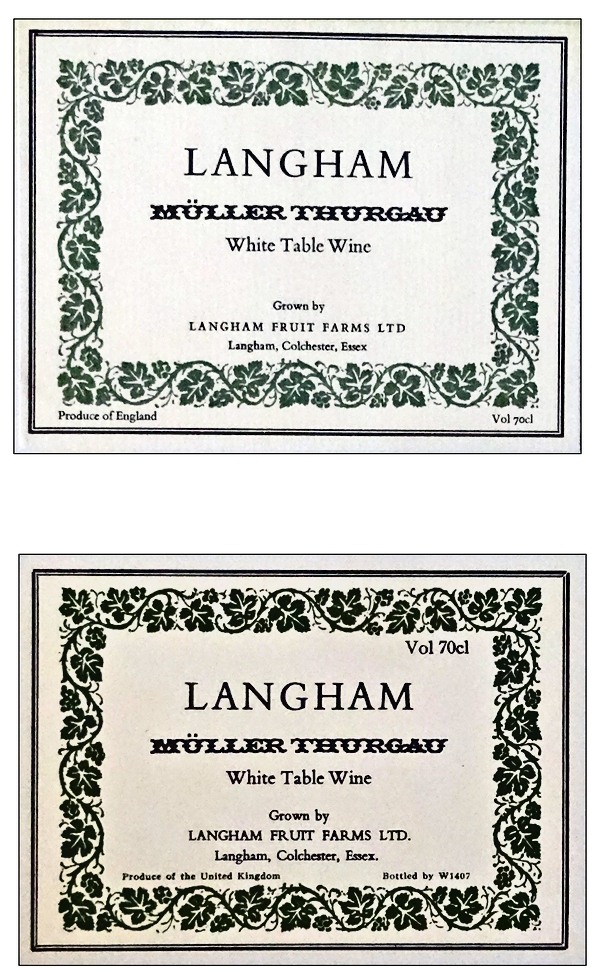 LANGHAM
MÜLLER THURGAU
White Table Wine
Grown by
LANGHAM FRUIT FARMS LTD
Langham, Colchester, Essex
Produce of England Vol 70cl
Vol 70cl
LANGHAM
MÜLLER THURGAU
White Table Wine
Grown by
LANGHAM FRUIT FARMS LTD.
Langham, Colchester, Essex.
Produce of the United Kingdom Bottled by W1407